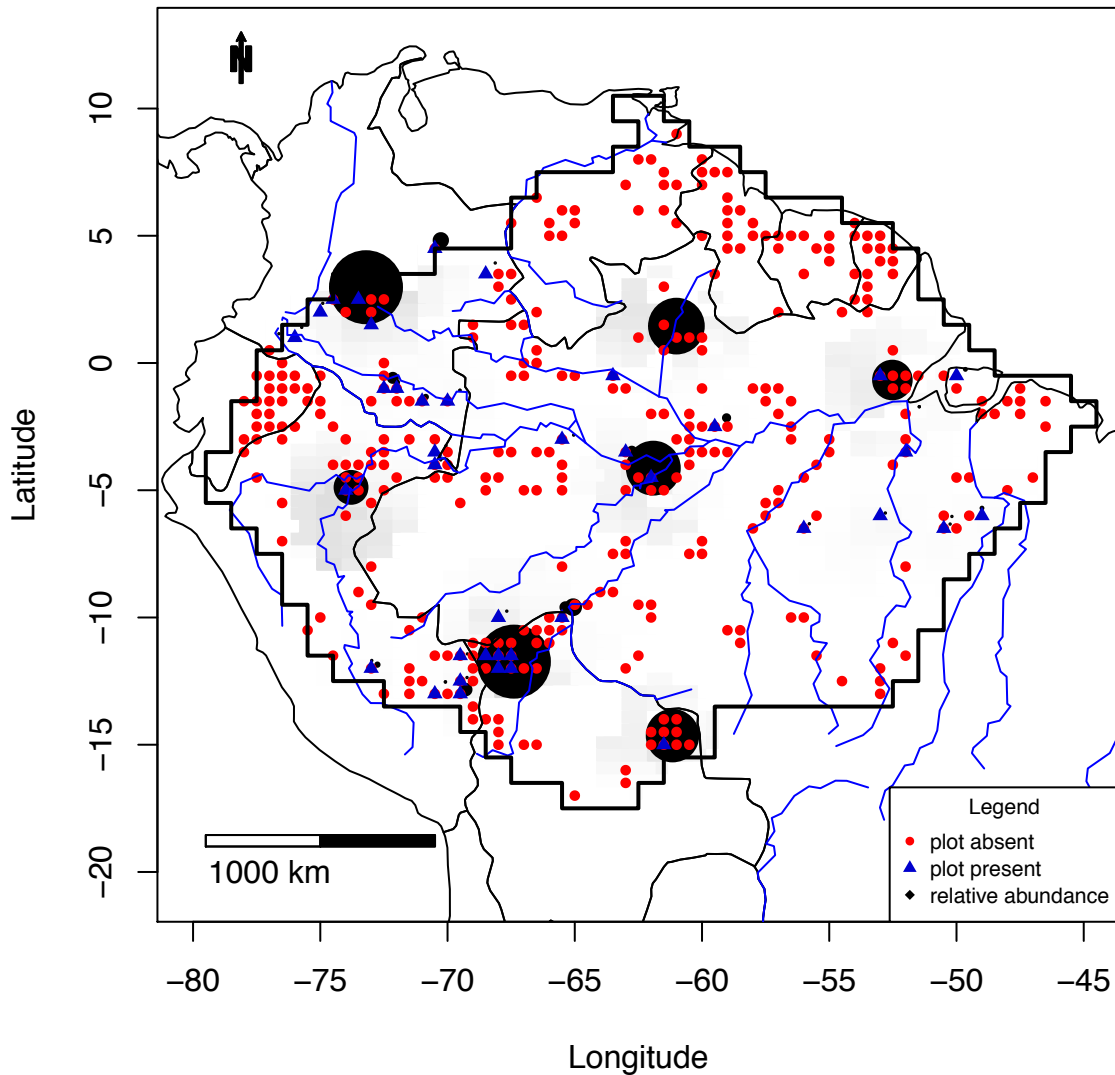 N
Latitude
10
5
0
−5
−10
−15
−20
1000 km
Legend
plot absent
plot present
relative abundance
−80
−75
−70
−65
−60
−55
−50
−45
Longitude